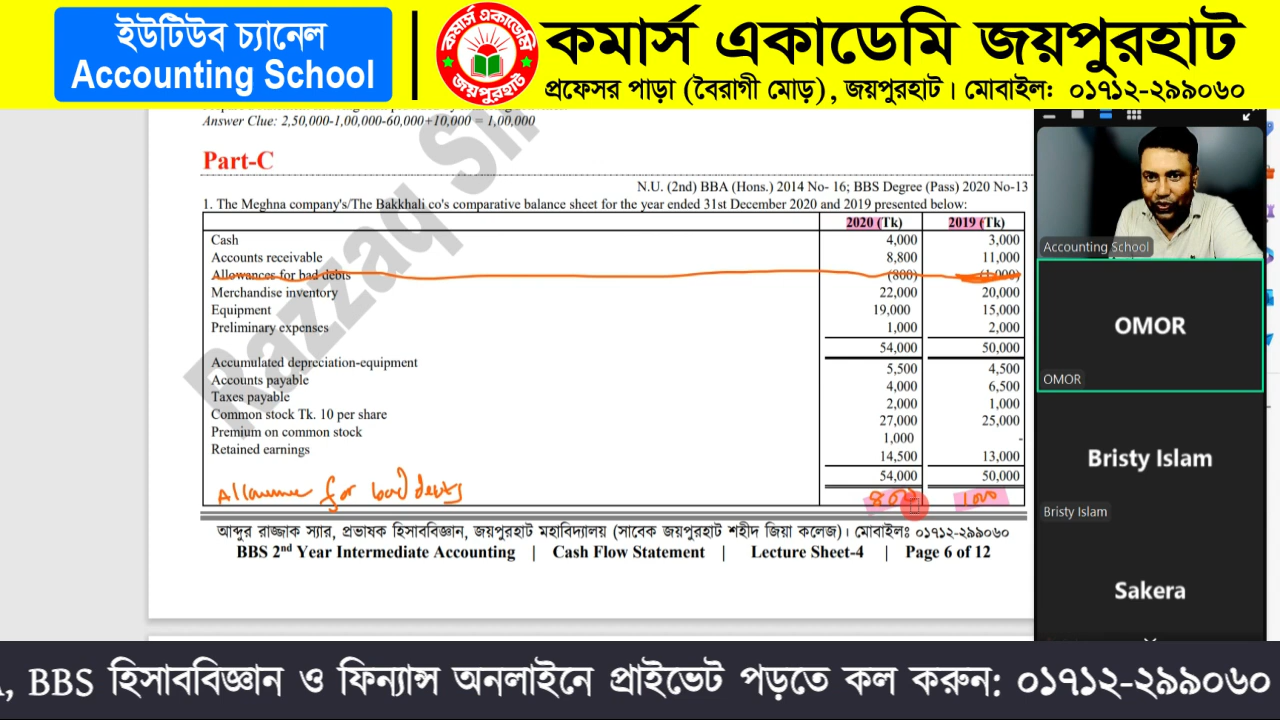 ইউটিউব চ্যানেল
Accounting School
কমার্স একাডেমি
জয়পুরহাট
কমার্স একাডেমি জয়পুরহাট
প্রফেসর পাড়া (বৈরাগী মোড়), জয়পুরহাট। মোবাইল: ০১৭১২-২৯৯০৬০
Answer Clue: 2,50,000-1,00,000-60,000+10,000 = 1,00,000
Part-C
N.U. (2nd) BBA (Hons.) 2014 No- 16; BBS Degree (Pass) 2020 No-13
1. The Meghna company's/The Bakkhali co's comparative balance sheet for the year ended 31st December 2020 and 2019 presented below:
2020 (Tk) 2019 (Tk)
Cash 4,000 3,000
Accounts receivable 8,800 11,000
Allowances for bad debts (800) (1,000)
Merchandise inventory 22,000 20,000
Equipment 19,000 15,000
Preliminary expenses 1,000 2,000
54,000 50,000
Accumulated depreciation-equipment 5,500 4,500
Accounts payable 4,000 6,500
Taxes payable 2,000 1,000
Common stock Tk. 10 per share 27,000 25,000
Premium on common stock 1,000 -
Retained earnings 14,500 13,000
54,000 50,000
Allowance for bad debts 800 1000
Razzaq
আব্দুর রাজ্জাক স্যার, প্রভাষক হিসাববিজ্ঞান, জয়পুরহাট মহাবিদ্যালয় (সাবেক জয়পুরহাট শহীদ জিয়া কলেজ)। মোবাইলঃ ০১৭১২-২৯৯০৬০
BBS 2nd Year Intermediate Accounting | Cash Flow Statement | Lecture Sheet-4 | Page 6 of 12
Accounting School
OMOR
OMOR
Bristy Islam
Bristy Islam
Sakera
, BBS হিসাববিজ্ঞান ও ফিন্যান্স অনলাইনে প্রাইভেট পড়তে কল করুন: ০১৭১২-২৯৯০৬০